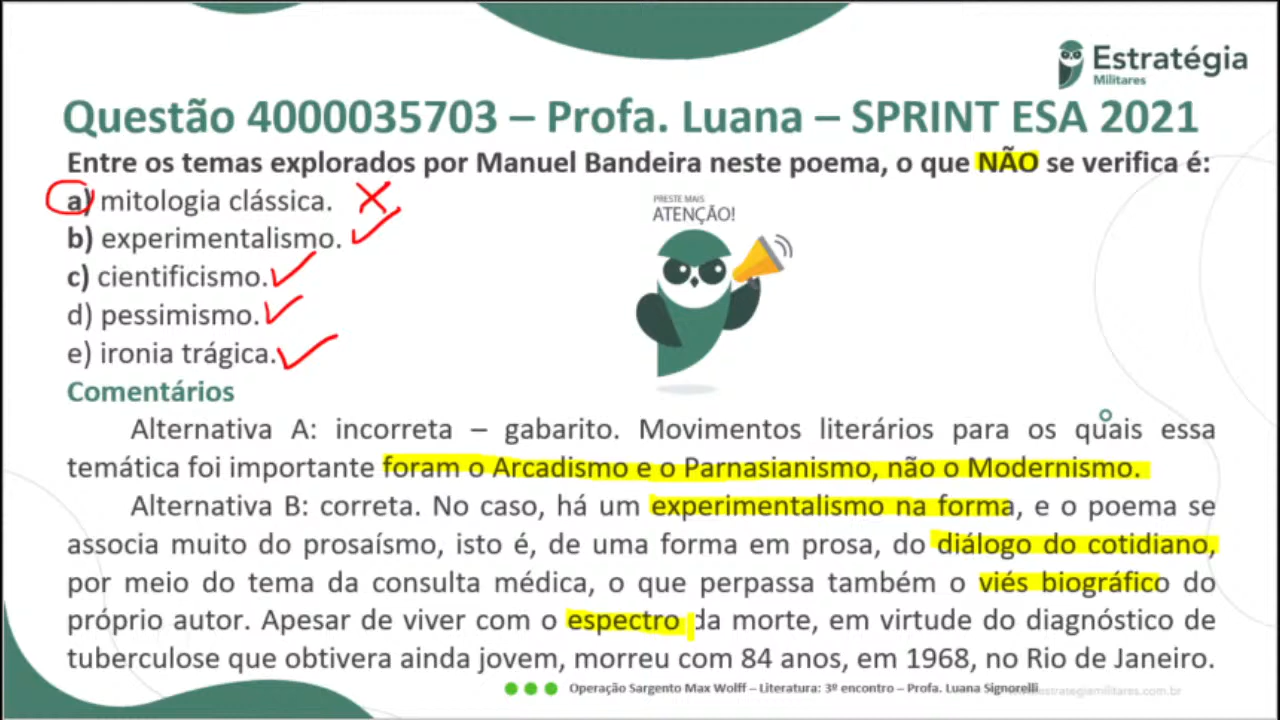 Estratégia
Militares
Questão 4000035703 – Profa. Luana – SPRINT ESA 2021
Entre os temas explorados por Manuel Bandeira neste poema, o que NÃO se verifica é:
a) mitologia clássica.
b) experimentalismo.
c) cientificismo.
d) pessimismo.
e) ironia trágica.
PRESTE MAIS
ATENÇÃO!
Comentários
Alternativa A: incorreta – gabarito. Movimentos literários para os quais essa
temática foi importante foram o Arcadismo e o Parnasianismo, não o Modernismo.
Alternativa B: correta. No caso, há um experimentalismo na forma, e o poema se
associa muito do prosaísmo, isto é, de uma forma em prosa, do diálogo do cotidiano,
por meio do tema da consulta médica, o que perpassa também o viés biográfico do
próprio autor. Apesar de viver com o espectro da morte, em virtude do diagnóstico de
tuberculose que obtivera ainda jovem, morreu com 84 anos, em 1968, no Rio de Janeiro.
Operação Sargento Max Wolff – Literatura: 3º encontro – Profa. Luana Signorelli
estrategiamilitares.com.br